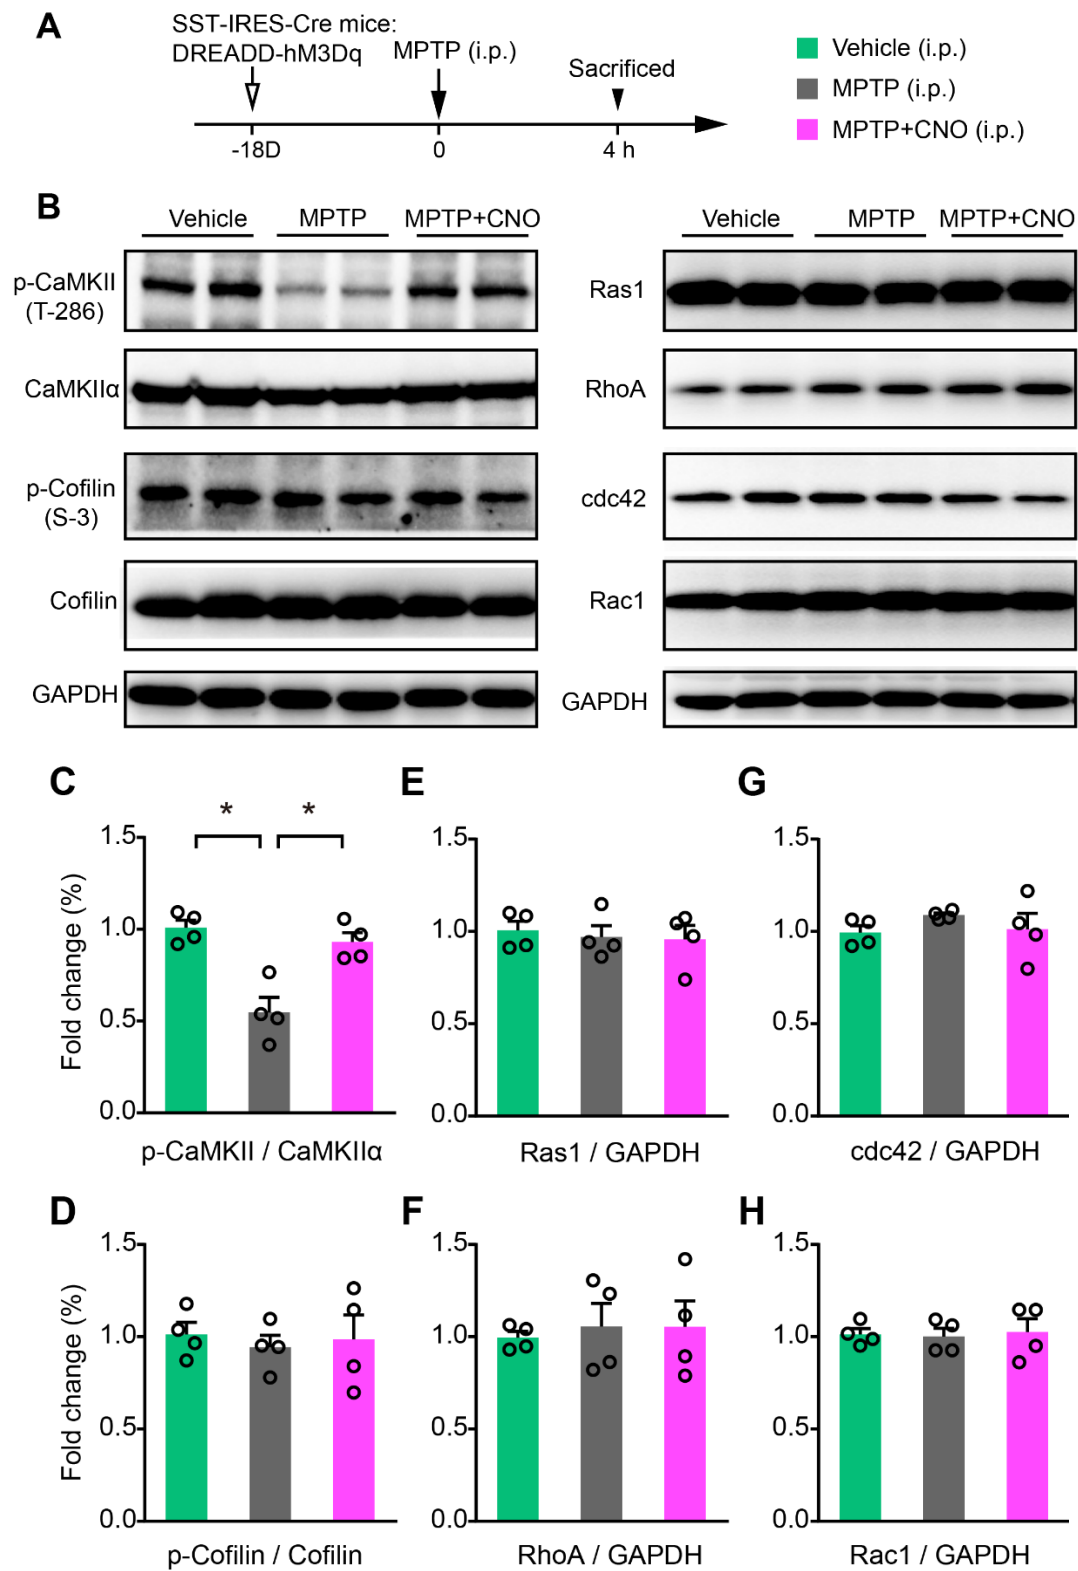 A
SST-IRES-Cre mice:
DREADD-hM3Dq
MPTP (i.p.)
Sacrificed
-18D
0
4 h
Vehicle (i.p.)
MPTP (i.p.)
MPTP+CNO (i.p.)
B
Vehicle
MPTP
MPTP+CNO
p-CaMKII
(T-286)
CaMKIIα
p-Cofilin
(S-3)
Cofilin
GAPDH
Vehicle
MPTP
MPTP+CNO
Ras1
RhoA
cdc42
Rac1
GAPDH
C
Fold change (%)
1.5
1.0
0.5
0.0
*
*
p-CaMKII / CaMKIIα
E
1.5
1.0
0.5
0.0
Ras1 / GAPDH
G
1.5
1.0
0.5
0.0
cdc42 / GAPDH
D
Fold change (%)
1.5
1.0
0.5
0.0
p-Cofilin / Cofilin
F
1.5
1.0
0.5
0.0
RhoA / GAPDH
H
1.5
1.0
0.5
0.0
Rac1 / GAPDH